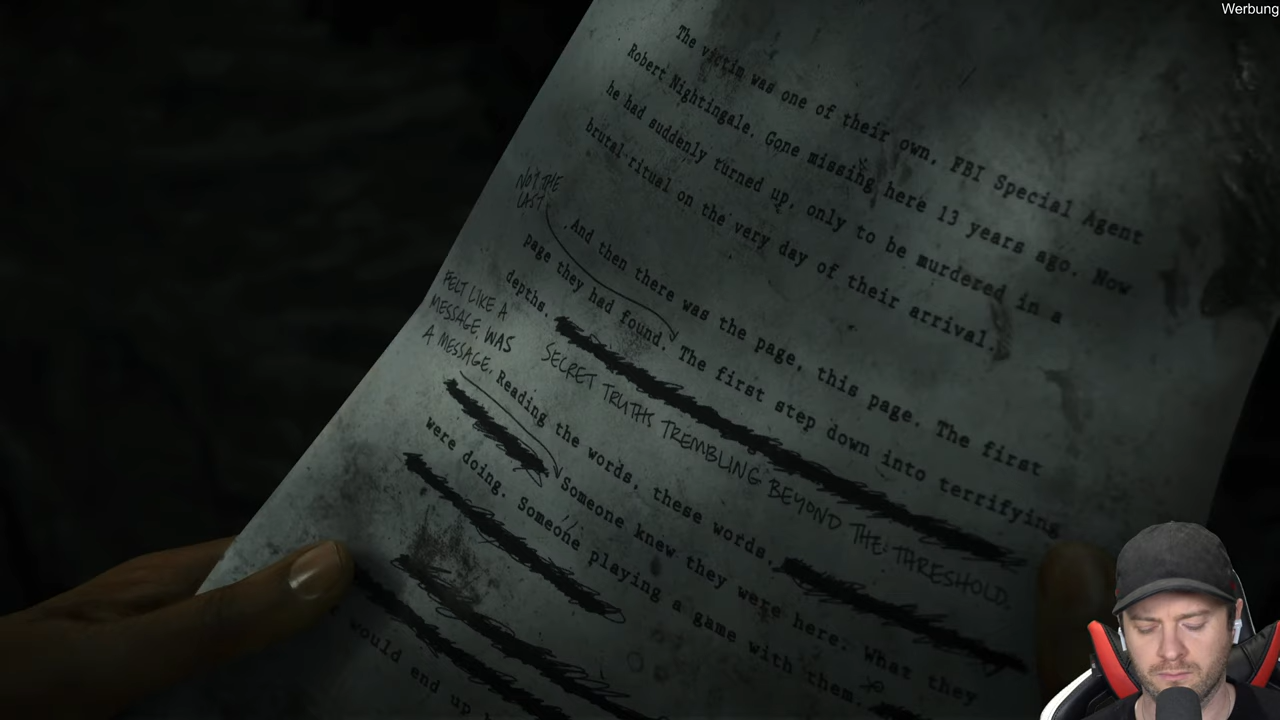 Werbung
The victim was one of their own, FBI Special Agent
Robert Nightingale. Gone missing here 13 years ago. Now
he had suddenly turned up, only to be murdered in a
brutal ritual on the very day of their arrival.
NOT THE
LAST
And then there was the page, this page. The first
page they had found. The first step down into terrifying
depths.
SECRET TRUTHS TREMBLING BEYOND THE THRESHOLD.
FELT LIKE A
MESSAGE. WAS
A MESSAGE.
Reading the words, these words.
Someone knew they were here. What they
were doing. Someone playing a game with them.
would end up